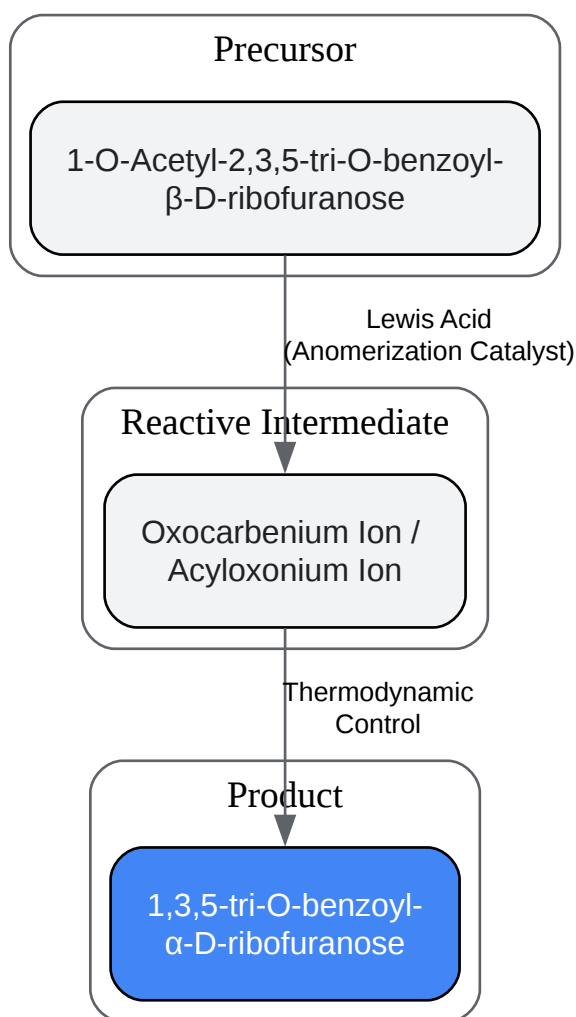 Precursor
1-O-Acetyl-2,3,5-tri-O-benzoyl-
β-D-ribofuranose
Lewis Acid
(Anomerization Catalyst)
Reactive Intermediate
Oxocarbenium Ion /
Acyloxonium Ion
Thermodynamic
Control
Product
1,3,5-tri-O-benzoyl-
α-D-ribofuranose